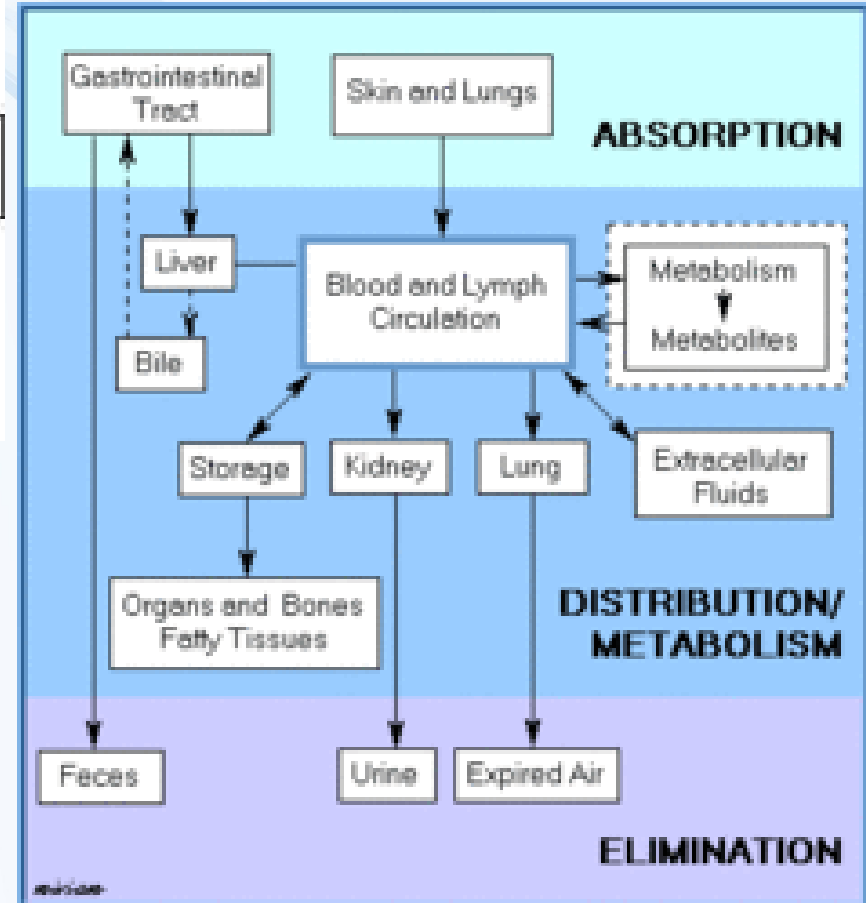 Gastrointestinal
Tract
Skin and Lungs
ABSORPTION
Liver
Blood and Lymph
Circulation
Metabolism
Metabolites
Bile
Storage
Kidney
Lung
Extracellular
Fluids
Organs and Bones
Fatty Tissues
DISTRIBUTION/
METABOLISM
Feces
Urine
Expired Air
ELIMINATION